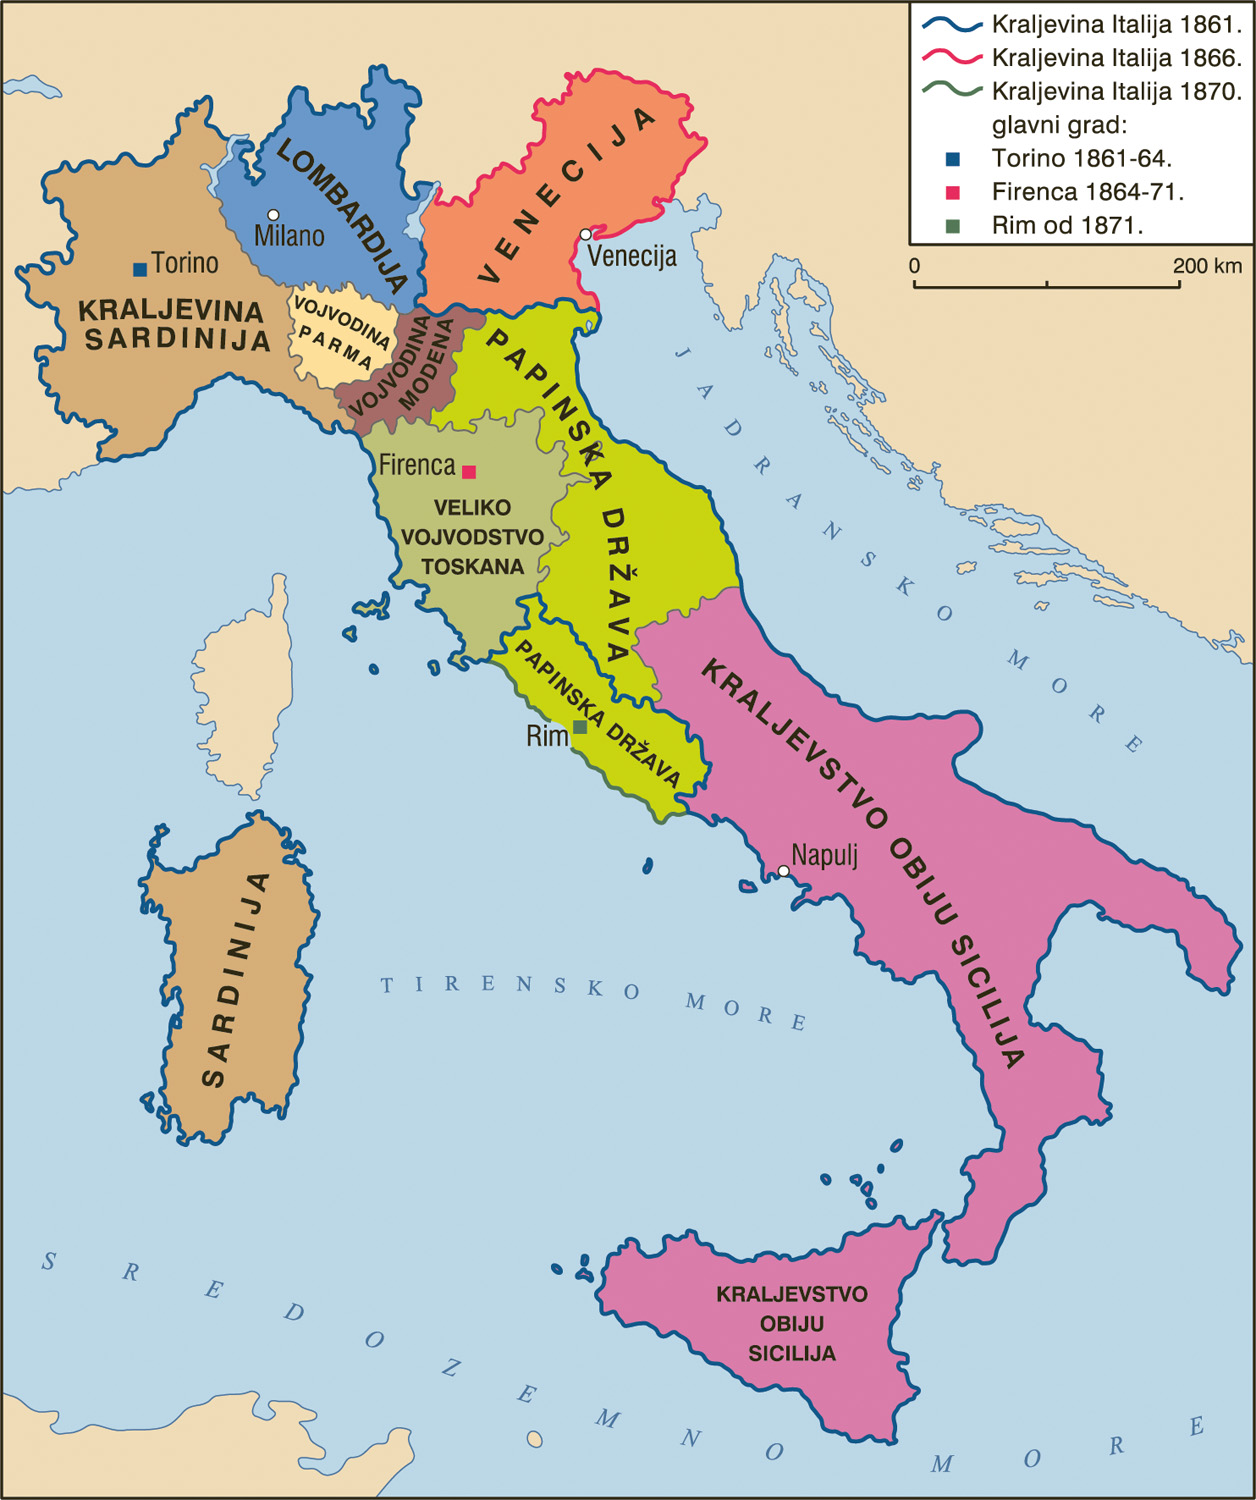 Kraljevina Italija 1861.
Kraljevina Italija 1866.
Kraljevina Italija 1870.
glavni grad:
Torino 1861-64.
Firenca 1864-71.
Rim od 1871.
0 200 km
LOMBARDIJA
VENECIJA
Milano
Venecija
Torino
KRALJEVINA
SARDINIJA
VOJVODINA
PARMA
VOJVODINA
MODENA
PAPINSKA DRŽAVA
JADRANSKO MORE
Firenca
VELIKO
VOJVODSTVO
TOSKANA
PAPINSKA DRŽAVA
Rim
KRALJEVSTVO OBIJU SICILIJA
Napulj
SARDINIJA
TIRENSKO MORE
KRALJEVSTVO
OBIJU
SICILIJA
SREDOZEMNO MORE